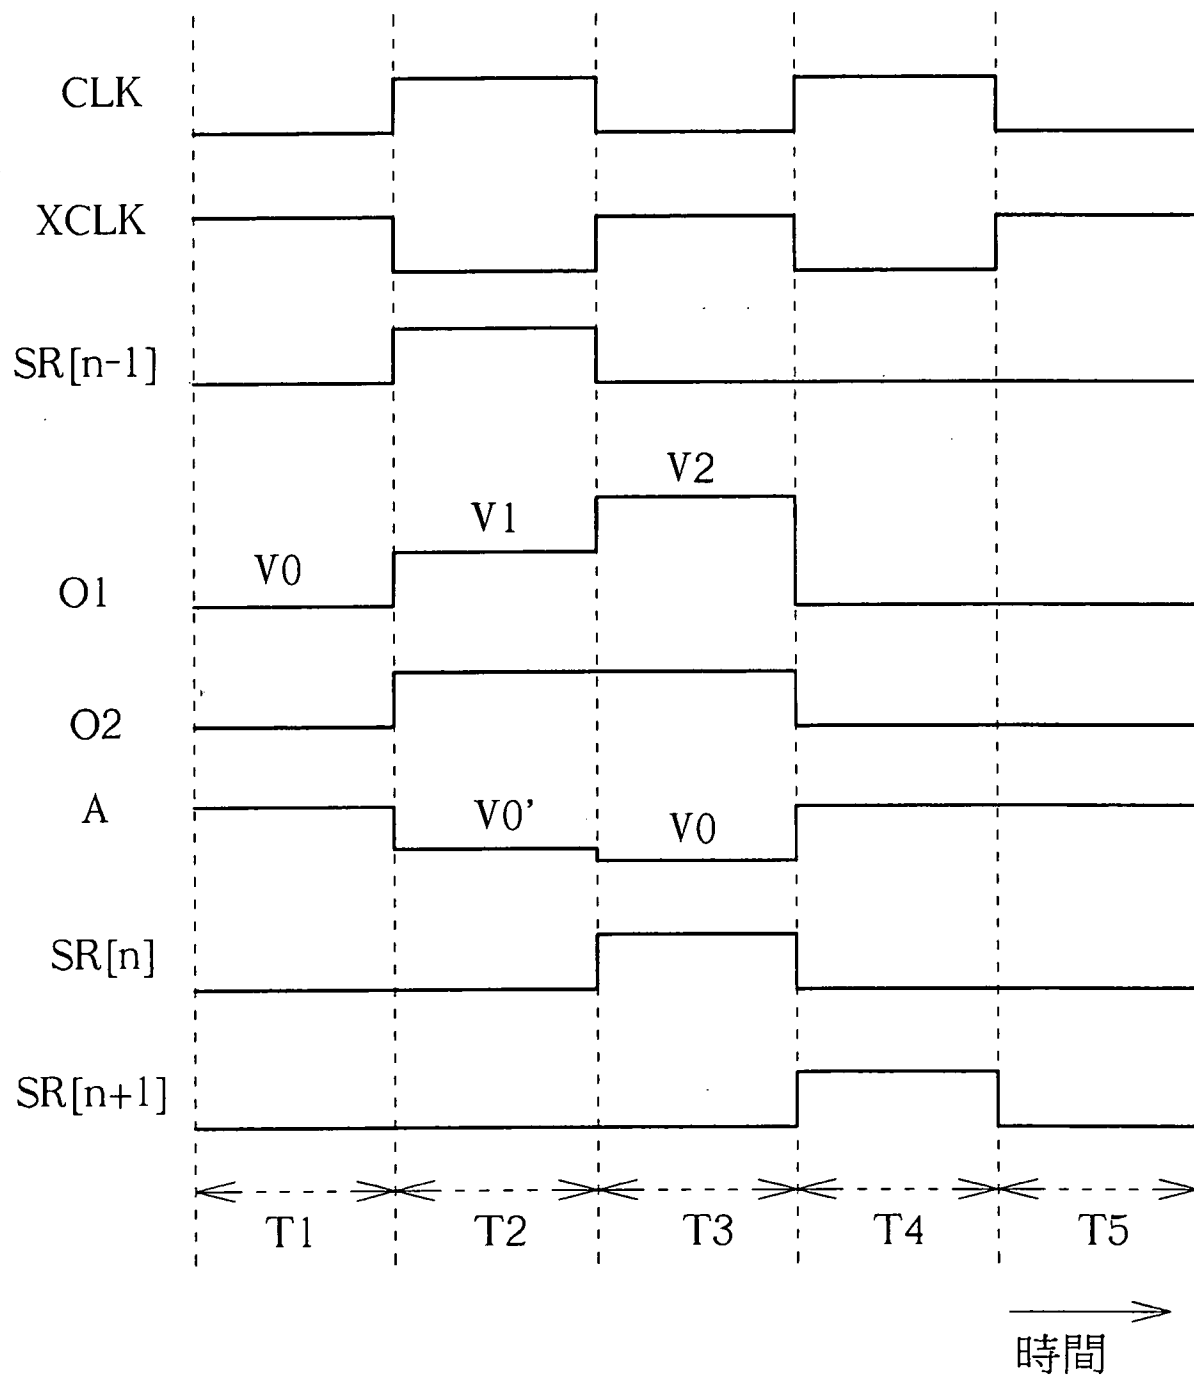 CLK
XCLK
SR[n-1]
V2
V1
V0
O1
O2
A
V0'
V0
SR[n]
SR[n+1]
T1 T2 T3 T4 T5
時間